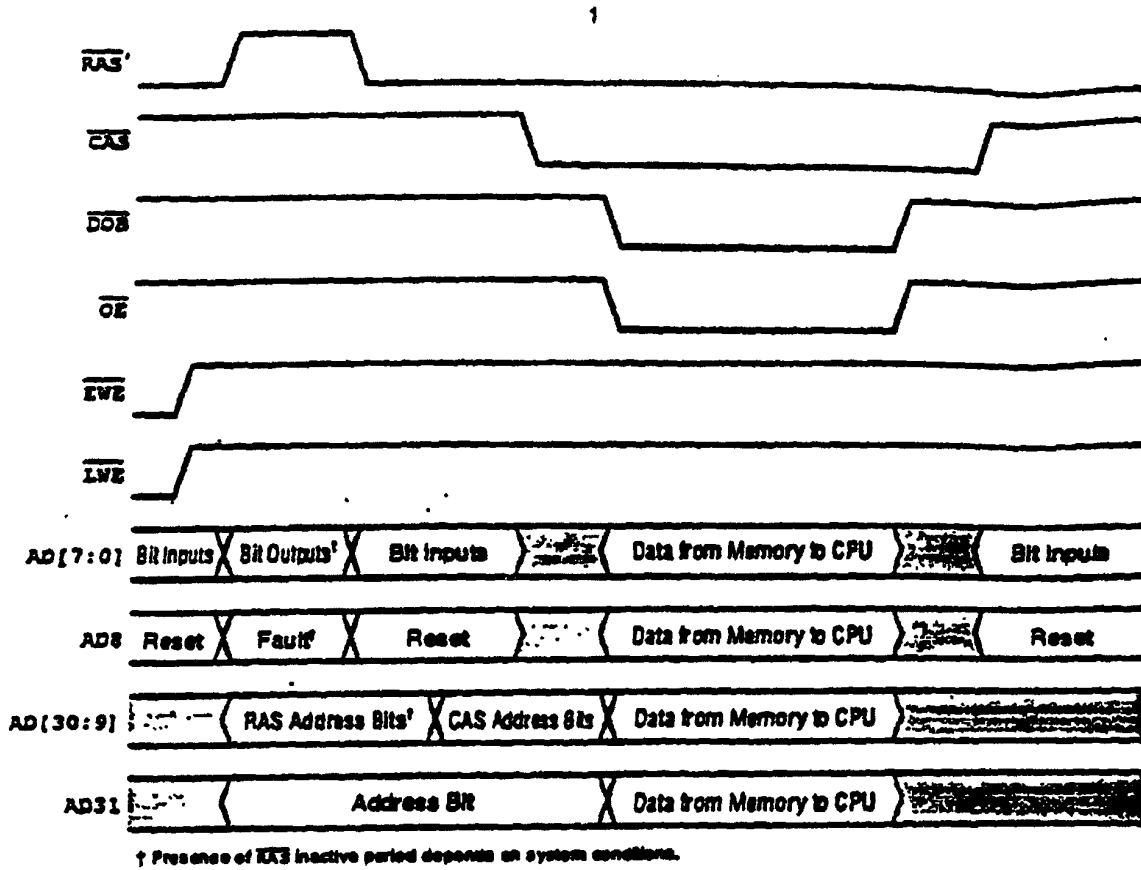 1
RAS†
CAS
DOB
OE
EWE
LWE
AD[7:0] Bit Inputs Bit Outputs† Bit Inputs Data from Memory to CPU Bit Inputs
AD8 Reset Fault† Reset Data from Memory to CPU Reset
AD[30:9] RAS Address Bits† CAS Address Bits Data from Memory to CPU
AD31 Address Bit Data from Memory to CPU
† Presence of RAS inactive period depends on system conditions.